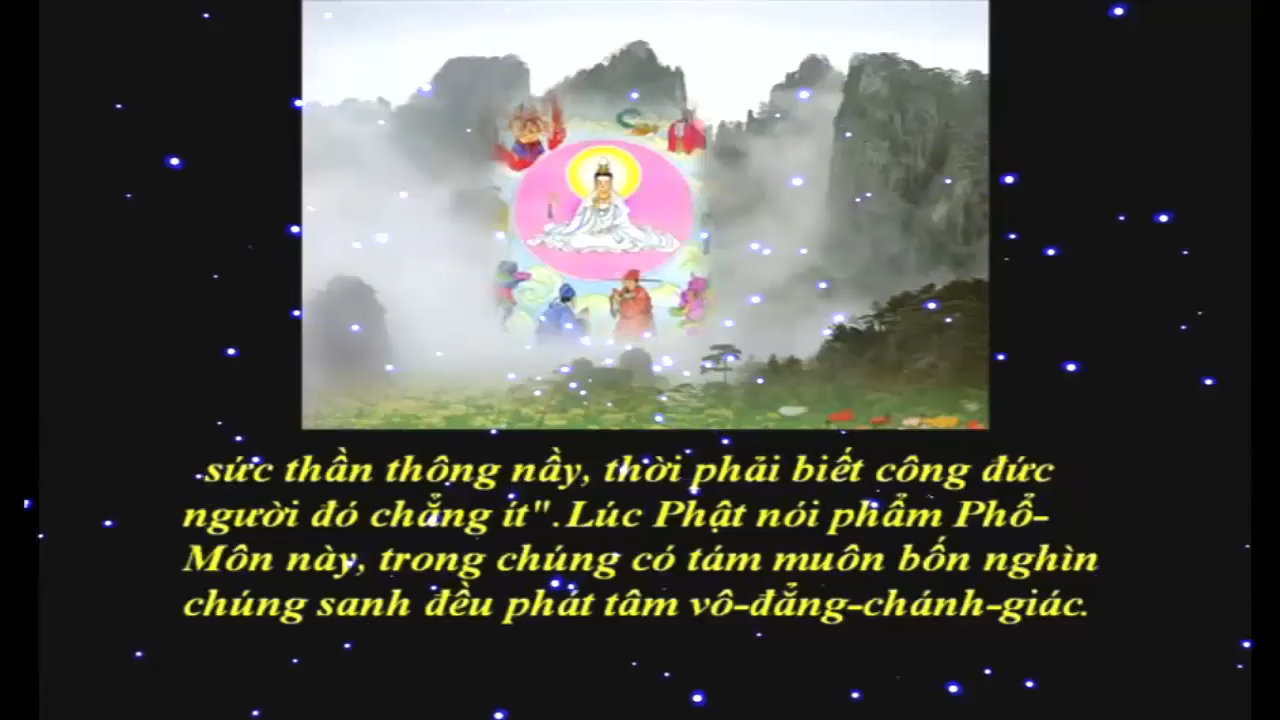 sức thần thông nầy, thời phải biết công đức
người đó chẳng ít".Lúc Phật nói phẩm Phổ-
Môn này, trong chúng có tám muôn bốn nghìn
chúng sanh đều phát tâm vô-đẳng-chánh-giác.